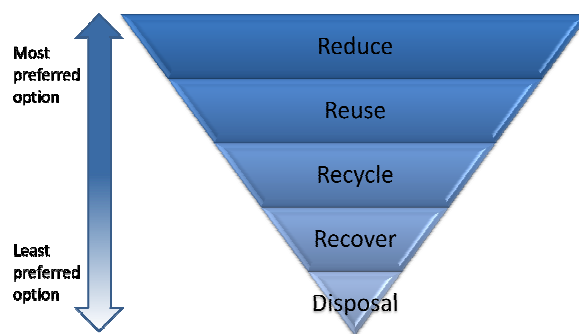 Most
preferred
option
Reduce
Reuse
Recycle
Recover
Disposal
Least
preferred
option